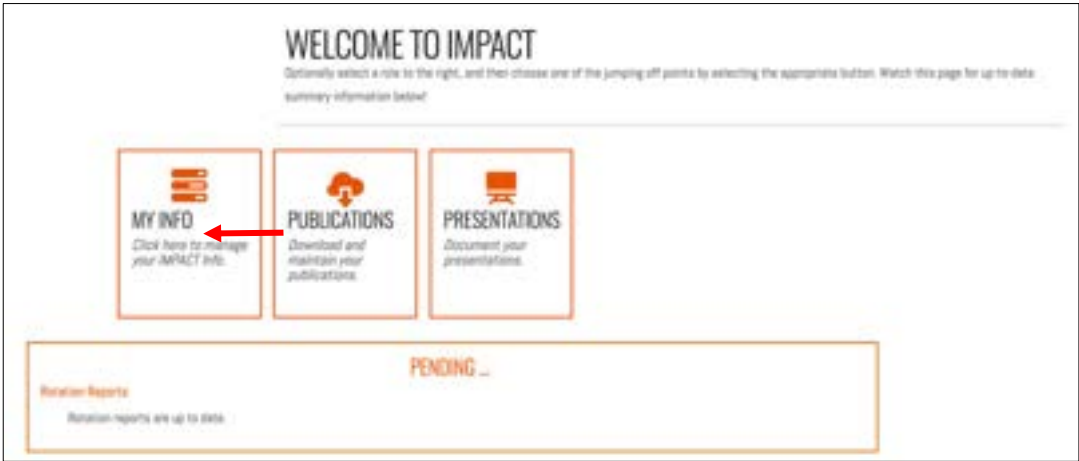 WELCOME TO IMPACT
Optionally select a role to the right, and then choose one of the jumping off points by selecting the appropriate button. Watch this page for up to date
summary information below!
MY INFO
Click here to manage
your IMPACT Info.
PUBLICATIONS
Download and
maintain your
publications.
PRESENTATIONS
Document your
presentations.
PENDING ...
Rotation Reports
Rotation reports are up to date.